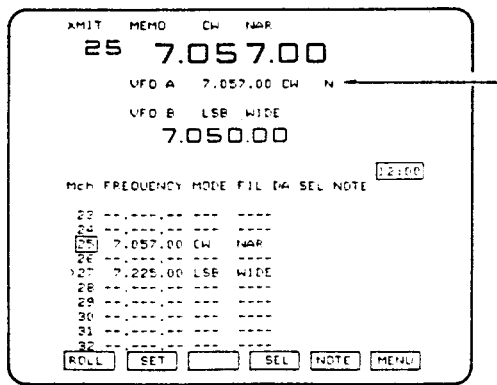 XMIT MEMO CW NAR
25 7.057.00
VFO A 7.057.00 CW N
VFO B LSB WIDE
7.050.00
12:00
Mch FREQUENCY MODE FIL DA SEL NOTE
23 --.---.-- --- ----
24 --.---.-- --- ----
25 7.057.00 CW NAR
26 --.---.-- --- ----
>27 7.225.00 LSB WIDE
28 --.---.-- --- ----
29 --.---.-- --- ----
30 --.---.-- --- ----
31 --.---.-- --- ----
32 --.---.-- --- ----
ROLL SET SEL NOTE MENU